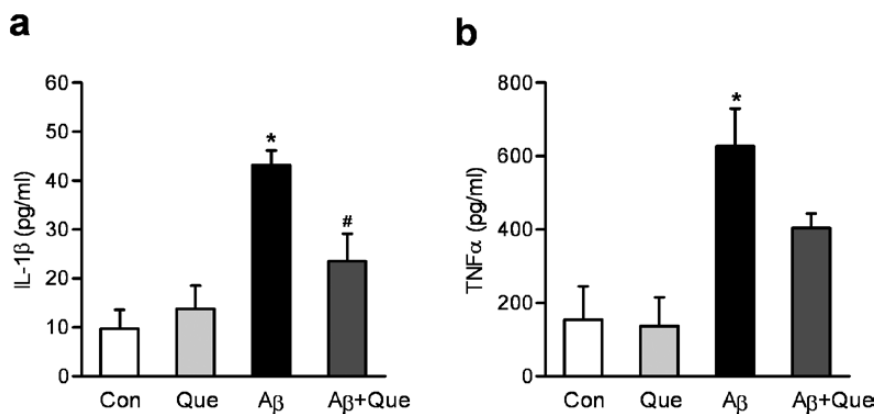 a
60
50
40
30
20
10
0
IL-1β (pg/ml)
*
#
Con Que Aβ Aβ+Que
b
800
600
400
200
0
TNFα (pg/ml)
*
Con Que Aβ Aβ+Que